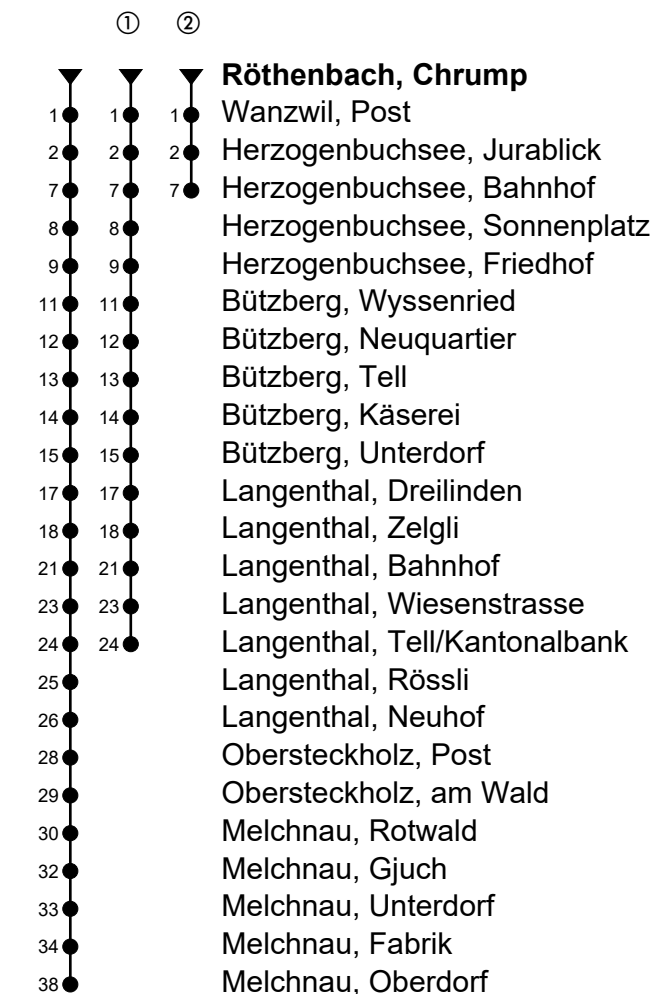 ① ②
Röthenbach, Chrump
1 1 1 Wanzwil, Post
2 2 2 Herzogenbuchsee, Jurablick
7 7 7 Herzogenbuchsee, Bahnhof
8 8 Herzogenbuchsee, Sonnenplatz
9 9 Herzogenbuchsee, Friedhof
11 11 Bützberg, Wyssenried
12 12 Bützberg, Neuquartier
13 13 Bützberg, Tell
14 14 Bützberg, Käserei
15 15 Bützberg, Unterdorf
17 17 Langenthal, Dreilinden
18 18 Langenthal, Zelgli
21 21 Langenthal, Bahnhof
23 23 Langenthal, Wiesenstrasse
24 24 Langenthal, Tell/Kantonalbank
25 Langenthal, Rössli
26 Langenthal, Neuhof
28 Obersteckholz, Post
29 Obersteckholz, am Wald
30 Melchnau, Rotwald
32 Melchnau, Gjuch
33 Melchnau, Unterdorf
34 Melchnau, Fabrik
38 Melchnau, Oberdorf